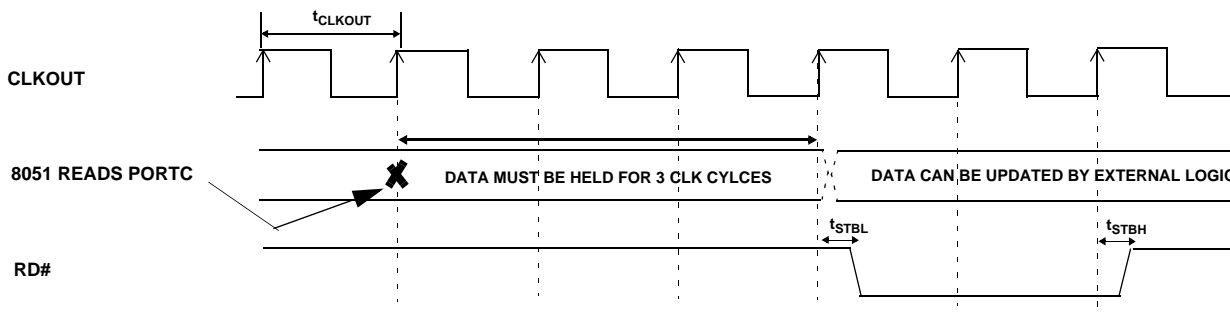 tCLKOUT
CLKOUT
8051 READS PORTC
DATA MUST BE HELD FOR 3 CLK CYLCES
DATA CAN BE UPDATED BY EXTERNAL LOGIC
tSTBL
tSTBH
RD#